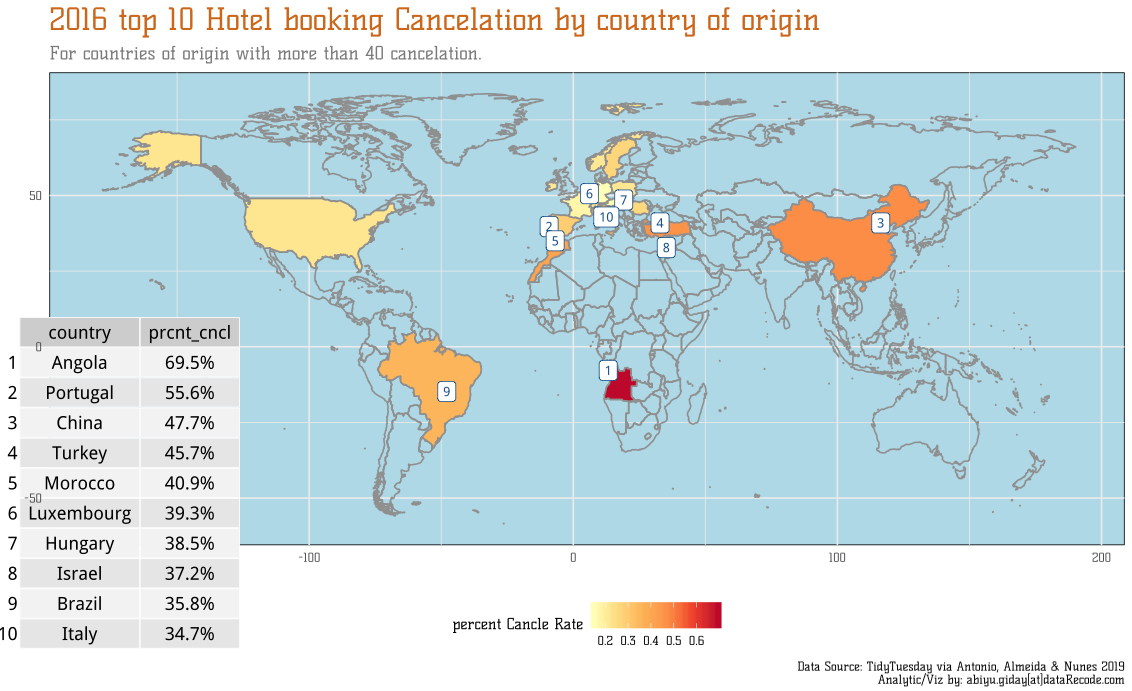 2016 top 10 Hotel booking Cancelation by country of origin
For countries of origin with more than 40 cancelation.
50
0
-50
-100 0 100 200
6
7
10
2
5
4
8
3
1
9
country prcnt_cncl
1 Angola 69.5%
2 Portugal 55.6%
3 China 47.7%
4 Turkey 45.7%
5 Morocco 40.9%
6 Luxembourg 39.3%
7 Hungary 38.5%
8 Israel 37.2%
9 Brazil 35.8%
10 Italy 34.7%
percent Cancle Rate
0.2 0.3 0.4 0.5 0.6
Data Source: TidyTuesday via Antonio, Almeida & Nunes 2019
Analytic/Viz by: abiyu.giday[at]dataRecode.com